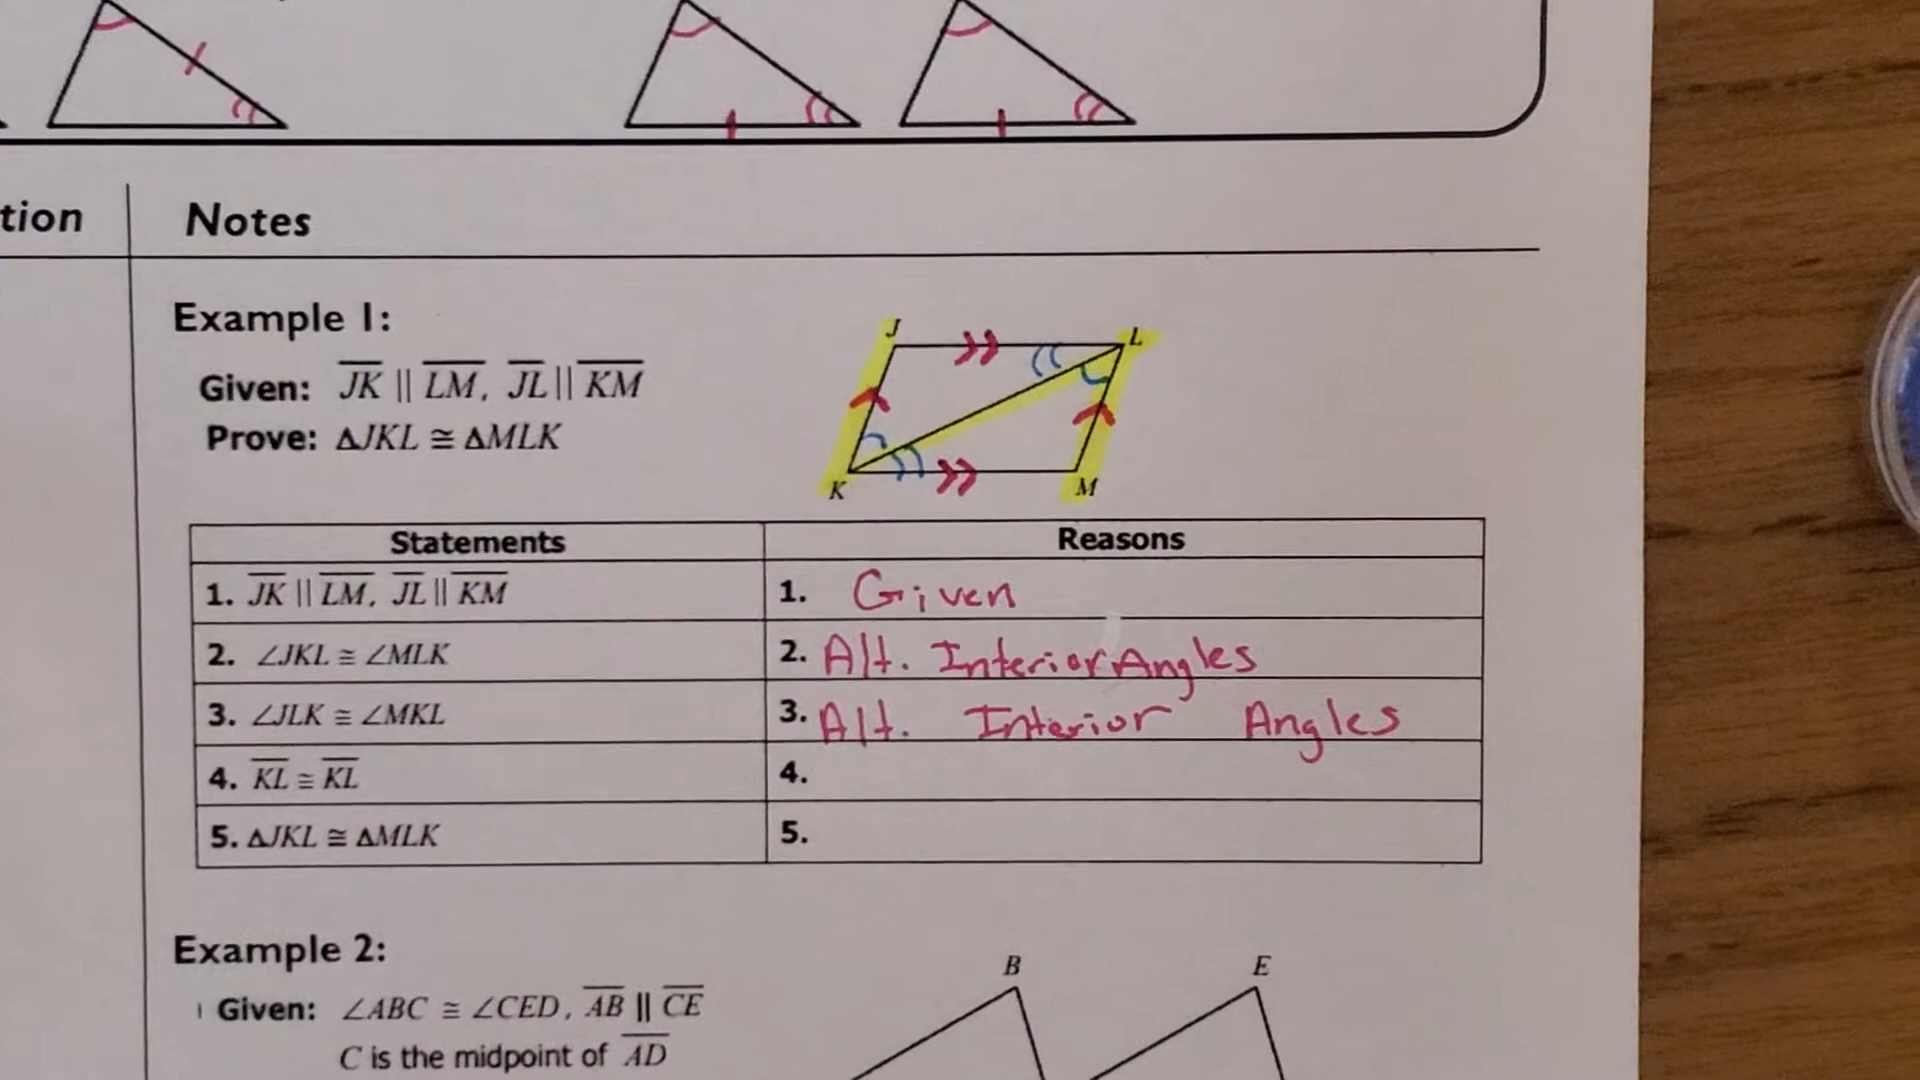 tion
Notes
Example 1:
Given: JK || LM, JL || KM
Prove: ΔJKL ≅ ΔMLK
J
L
K
M
Statements
Reasons
1. JK || LM, JL || KM
1. Given
2. ∠JKL ≅ ∠MLK
2. Alt. Interior Angles
3. ∠JLK ≅ ∠MKL
3. Alt. Interior Angles
4. KL ≅ KL
4.
5. ΔJKL ≅ ΔMLK
5.
Example 2:
B
E
Given: ∠ABC ≅ ∠CED, AB || CE
C is the midpoint of AD